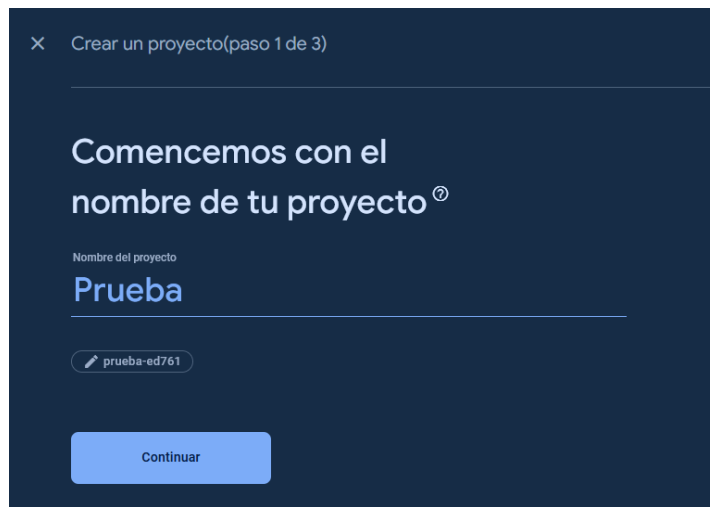 Crear un proyecto(paso 1 de 3)
Comencemos con el
nombre de tu proyecto
Nombre del proyecto
Prueba
prueba-ed761
Continuar